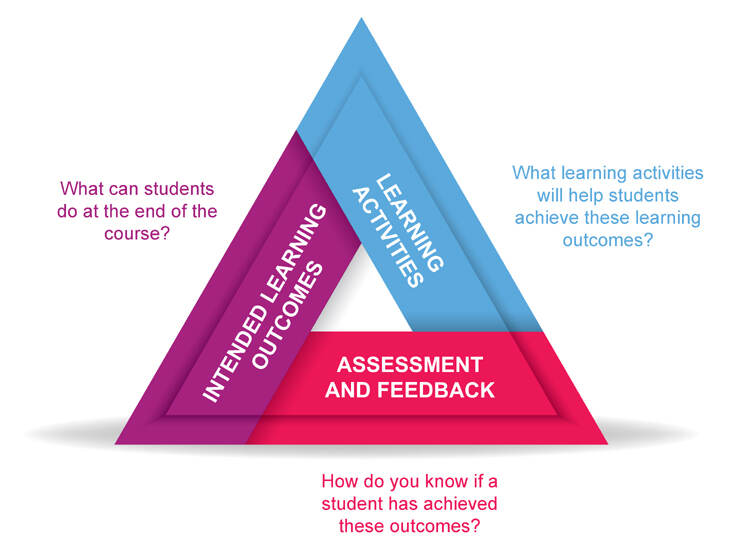 What can students
do at the end of the
course?
INTENDED LEARNING
OUTCOMES
LEARNING
ACTIVITIES
What learning activities
will help students
achieve these learning
outcomes?
ASSESSMENT
AND FEEDBACK
How do you know if a
student has achieved
these outcomes?